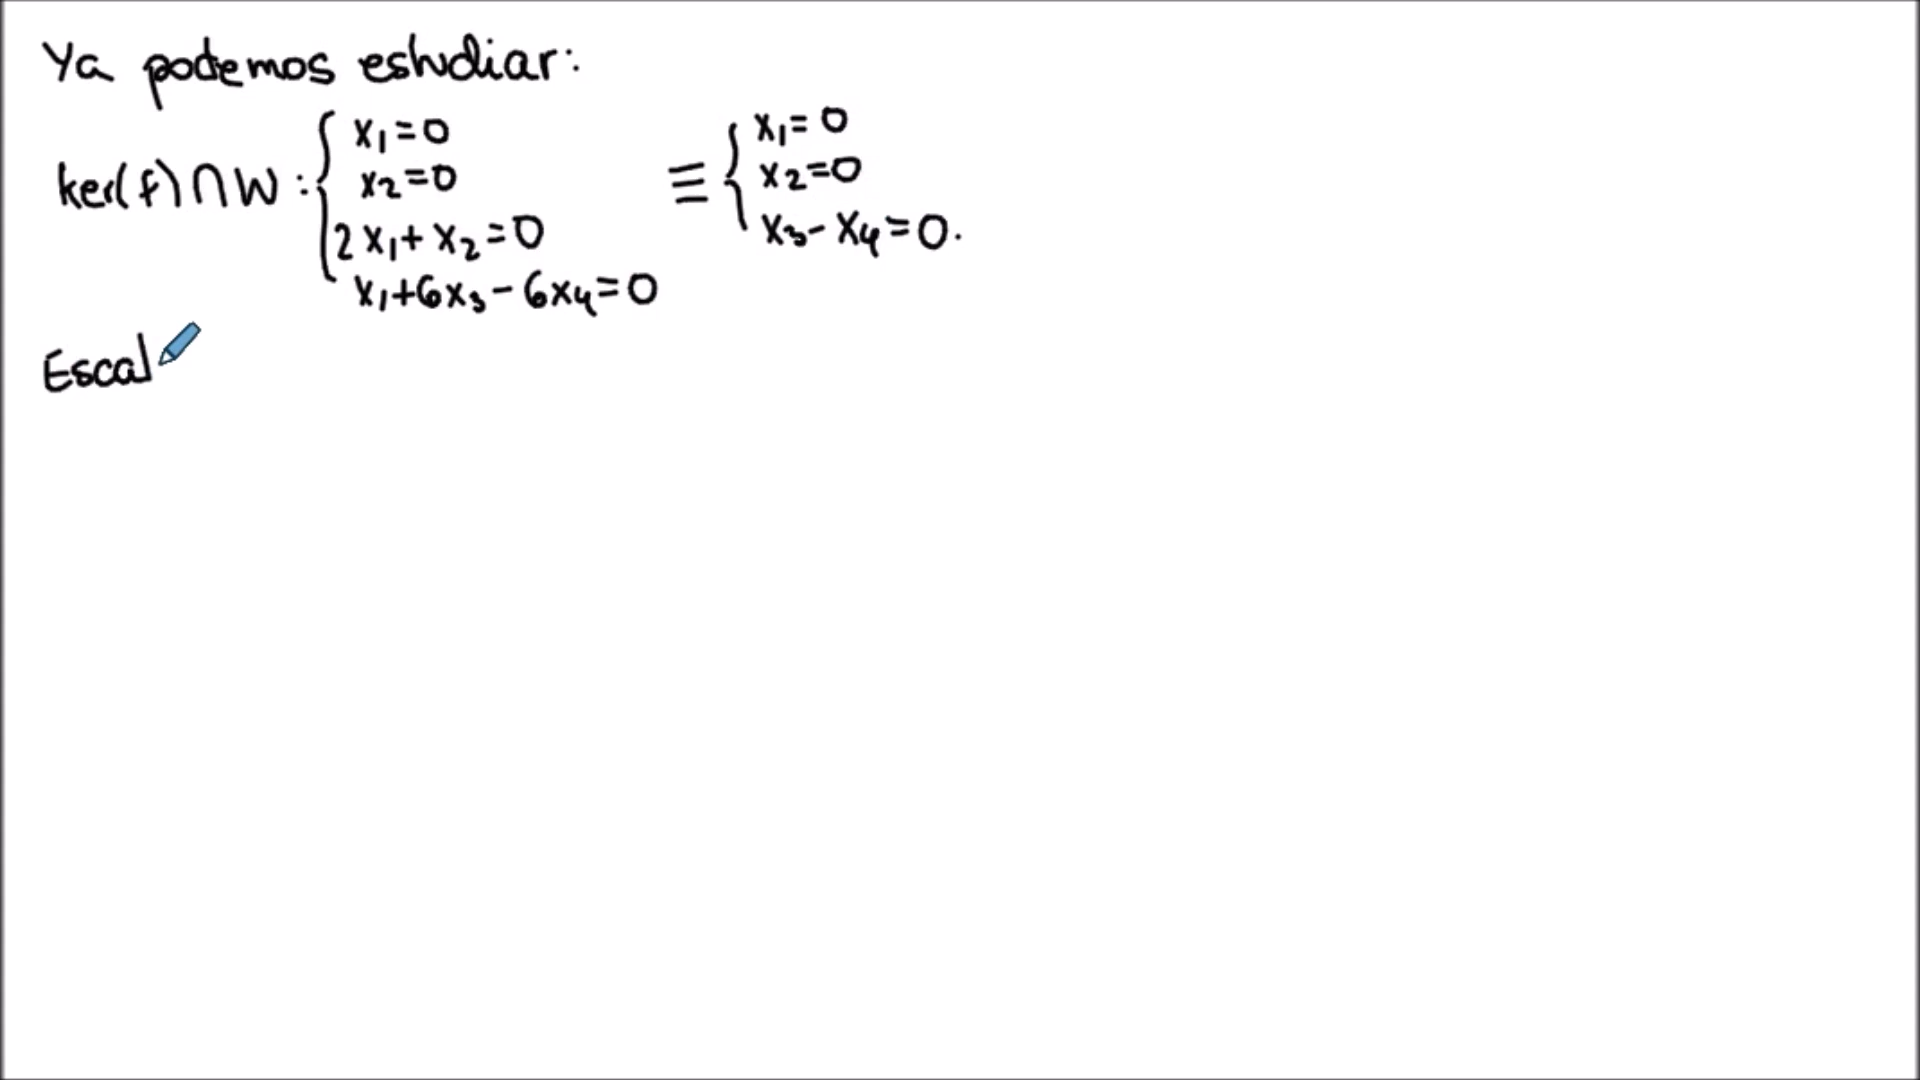 Ya podemos estudiar:
ker(f)∩W: { x₁=0 ≡ { x₁=0
x₂=0 x₂=0
2x₁+x₂=0 x₃-x₄=0.
x₁+6x₃-6x₄=0
Escal